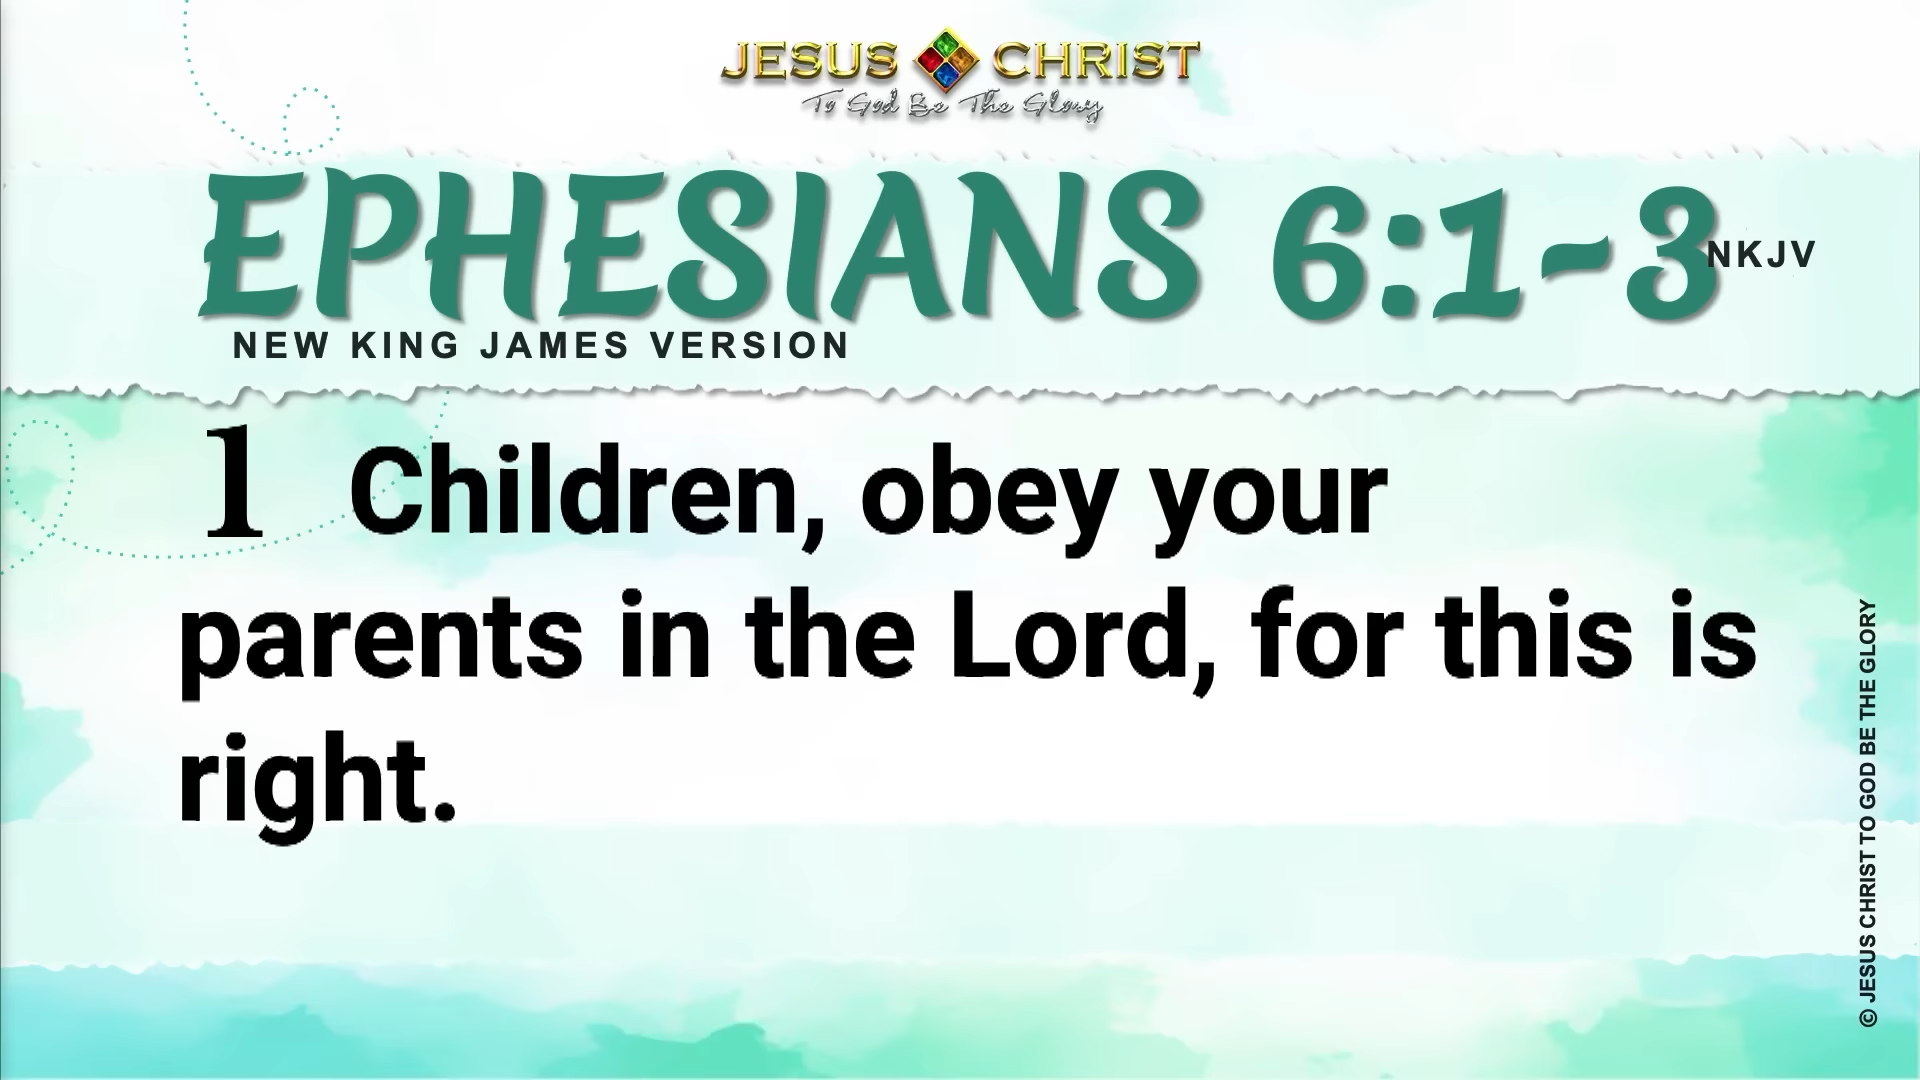 JESUS CHRIST
To God Be The Glory
EPHESIANS 6:1-3 NKJV
NEW KING JAMES VERSION
1 Children, obey your
parents in the Lord, for this is
right.
© JESUS CHRIST TO GOD BE THE GLORY